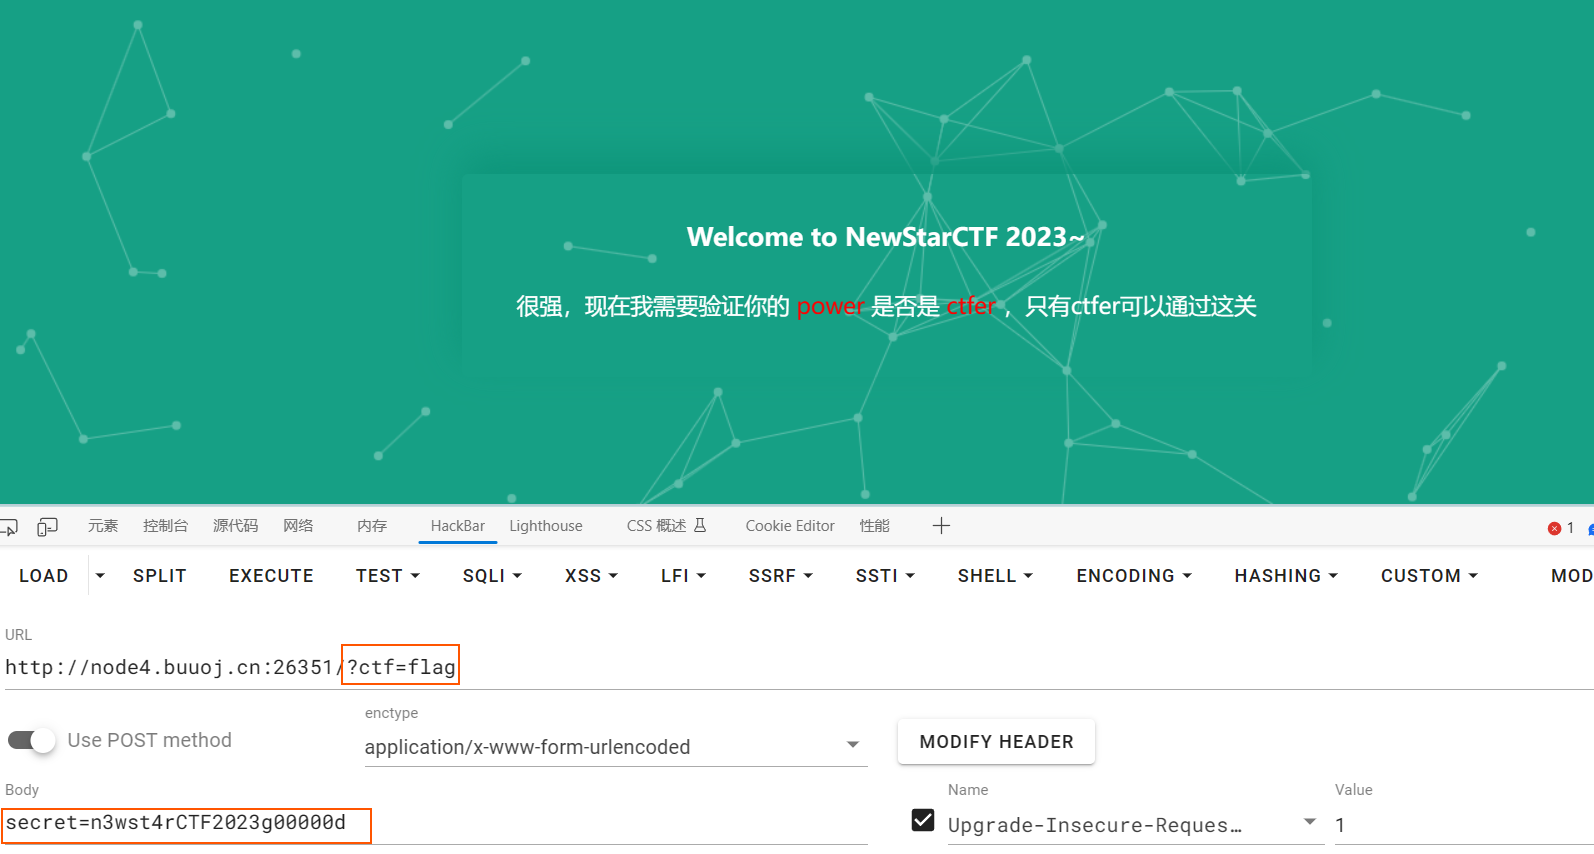 Welcome to NewStarCTF 2023~
很强，现在我需要验证你的 power 是否是 ctfer ，只有ctfer可以通过这关
元素 控制台 源代码 网络 内存 HackBar Lighthouse CSS 概述 Cookie Editor 性能 1
LOAD SPLIT EXECUTE TEST SQLI XSS LFI SSRF SSTI SHELL ENCODING HASHING CUSTOM MOD
URL
http://node4.buuoj.cn:26351/?ctf=flag
enctype
Use POST method application/x-www-form-urlencoded MODIFY HEADER
Body Name Value
secret=n3wst4rCTF2023g00000d Upgrade-Insecure-Reques… 1